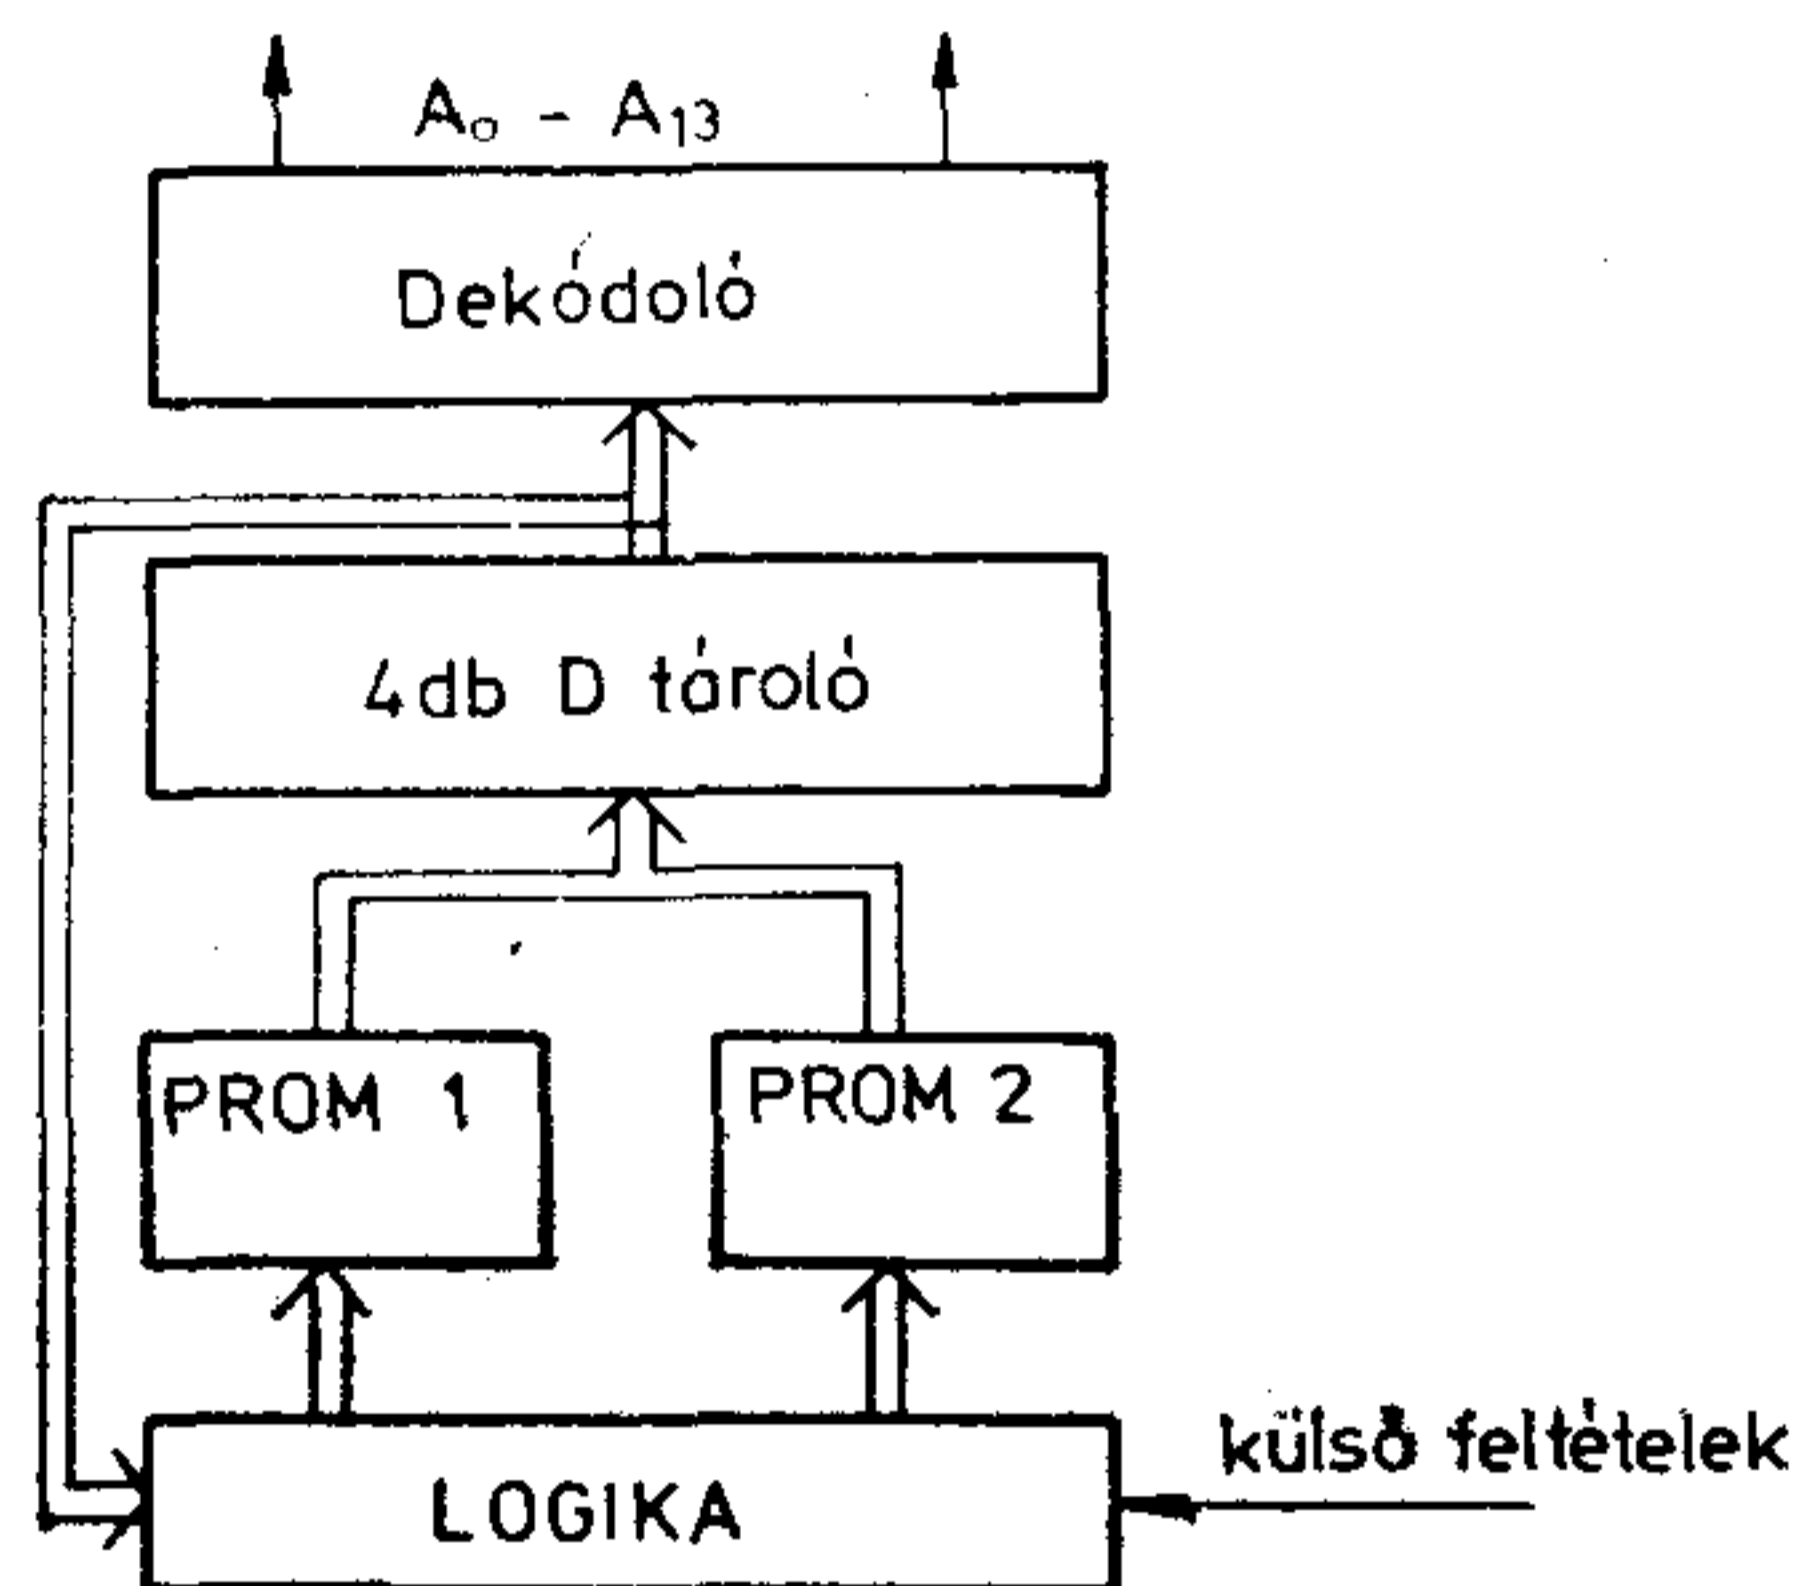 A₀ - A₁₃
Dekódoló
4db D tároló
PROM 1
PROM 2
LOGIKA
külső feltételek